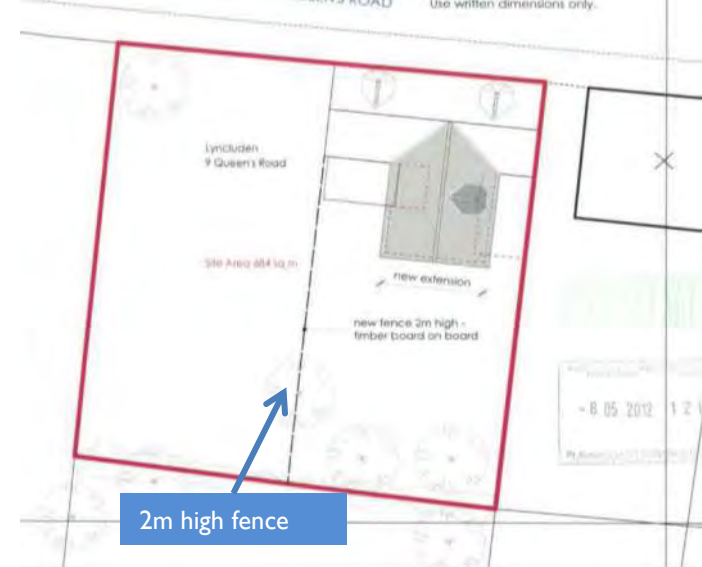 ROAD
Use written dimensions only.
Lyncluden
9 Queen's Road
Site Area 684 sq m
new extension
new fence 2m high -
timber board on board
- 8 05 2012
2m high fence